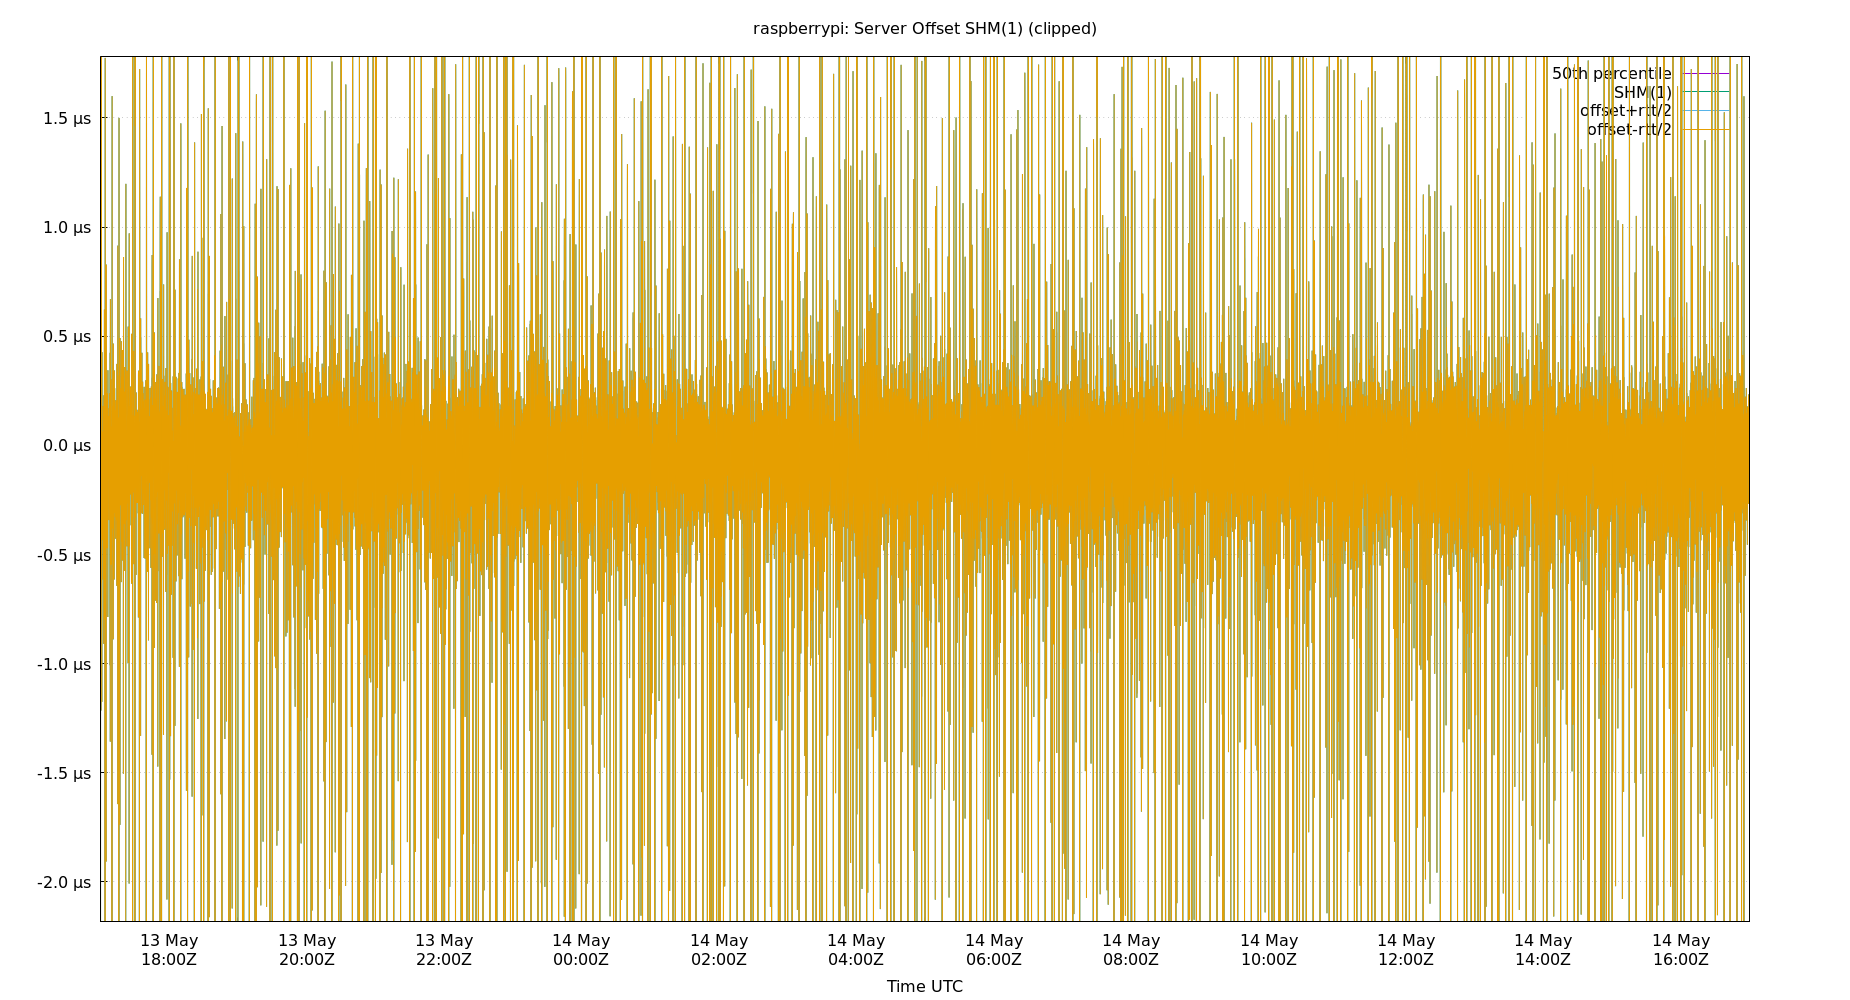 raspberrypi: Server Offset SHM(1) (clipped)
50th percentile
SHM(1)
offset+rtt/2
offset-rtt/2
1.5 µs
1.0 µs
0.5 µs
0.0 µs
-0.5 µs
-1.0 µs
-1.5 µs
-2.0 µs
13 May 13 May 13 May 14 May 14 May 14 May 14 May 14 May 14 May 14 May 14 May 14 May
18:00Z 20:00Z 22:00Z 00:00Z 02:00Z 04:00Z 06:00Z 08:00Z 10:00Z 12:00Z 14:00Z 16:00Z
Time UTC